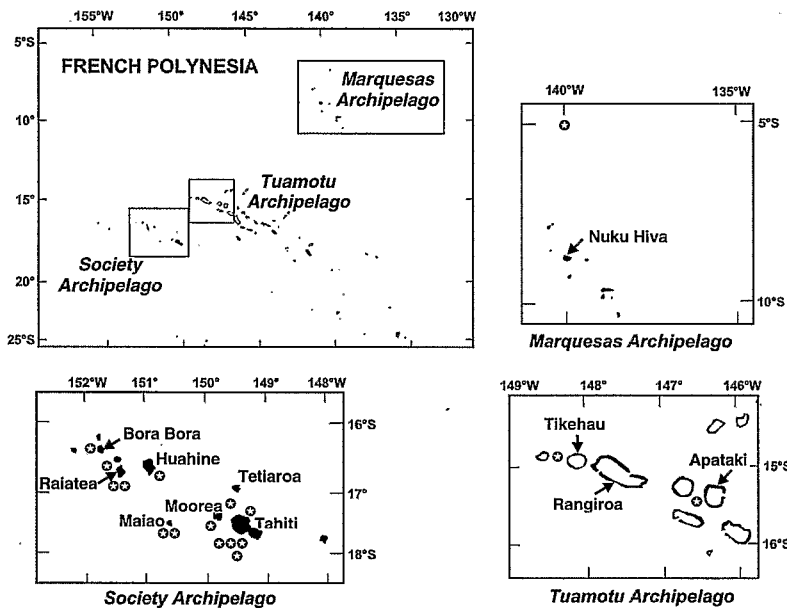 155°W 150° 145° 140° 135° 130°W
5°S
FRENCH POLYNESIA
Marquesas
Archipelago
10°
15°
Tuamotu
Archipelago
Society
Archipelago
20°
25°S
140°W 135°W
5°S
Nuku Hiva
10°S
Marquesas Archipelago
152°W 151° 150° 149° 148°W
16°S
Bora Bora
Huahine
Raiatea
Tetiaroa
17°
Moorea
Maiao
Tahiti
18°S
Society Archipelago
149°W 148° 147° 146°W
Tikehau
15°S
Apataki
Rangiroa
16°S
Tuamotu Archipelago